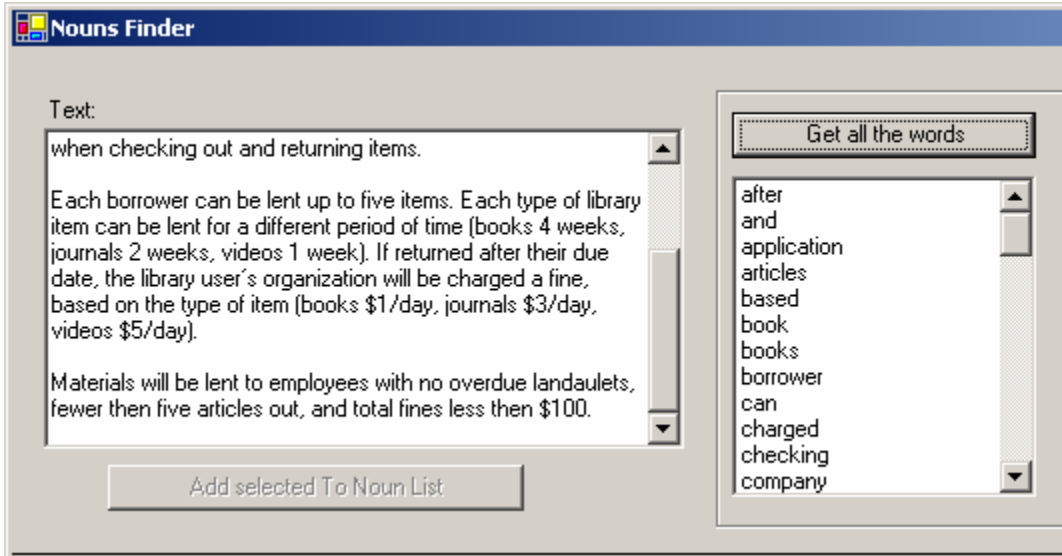 Nouns Finder
Text:
when checking out and returning items.
Each borrower can be lent up to five items. Each type of library
item can be lent for a different period of time (books 4 weeks,
journals 2 weeks, videos 1 week). If returned after their due
date, the library user´s organization will be charged a fine,
based on the type of item (books $1/day, journals $3/day,
videos $5/day).
Materials will be lent to employees with no overdue landaulets,
fewer then five articles out, and total fines less then $100.
Add selected To Noun List
Get all the words
after
and
application
articles
based
book
books
borrower
can
charged
checking
company